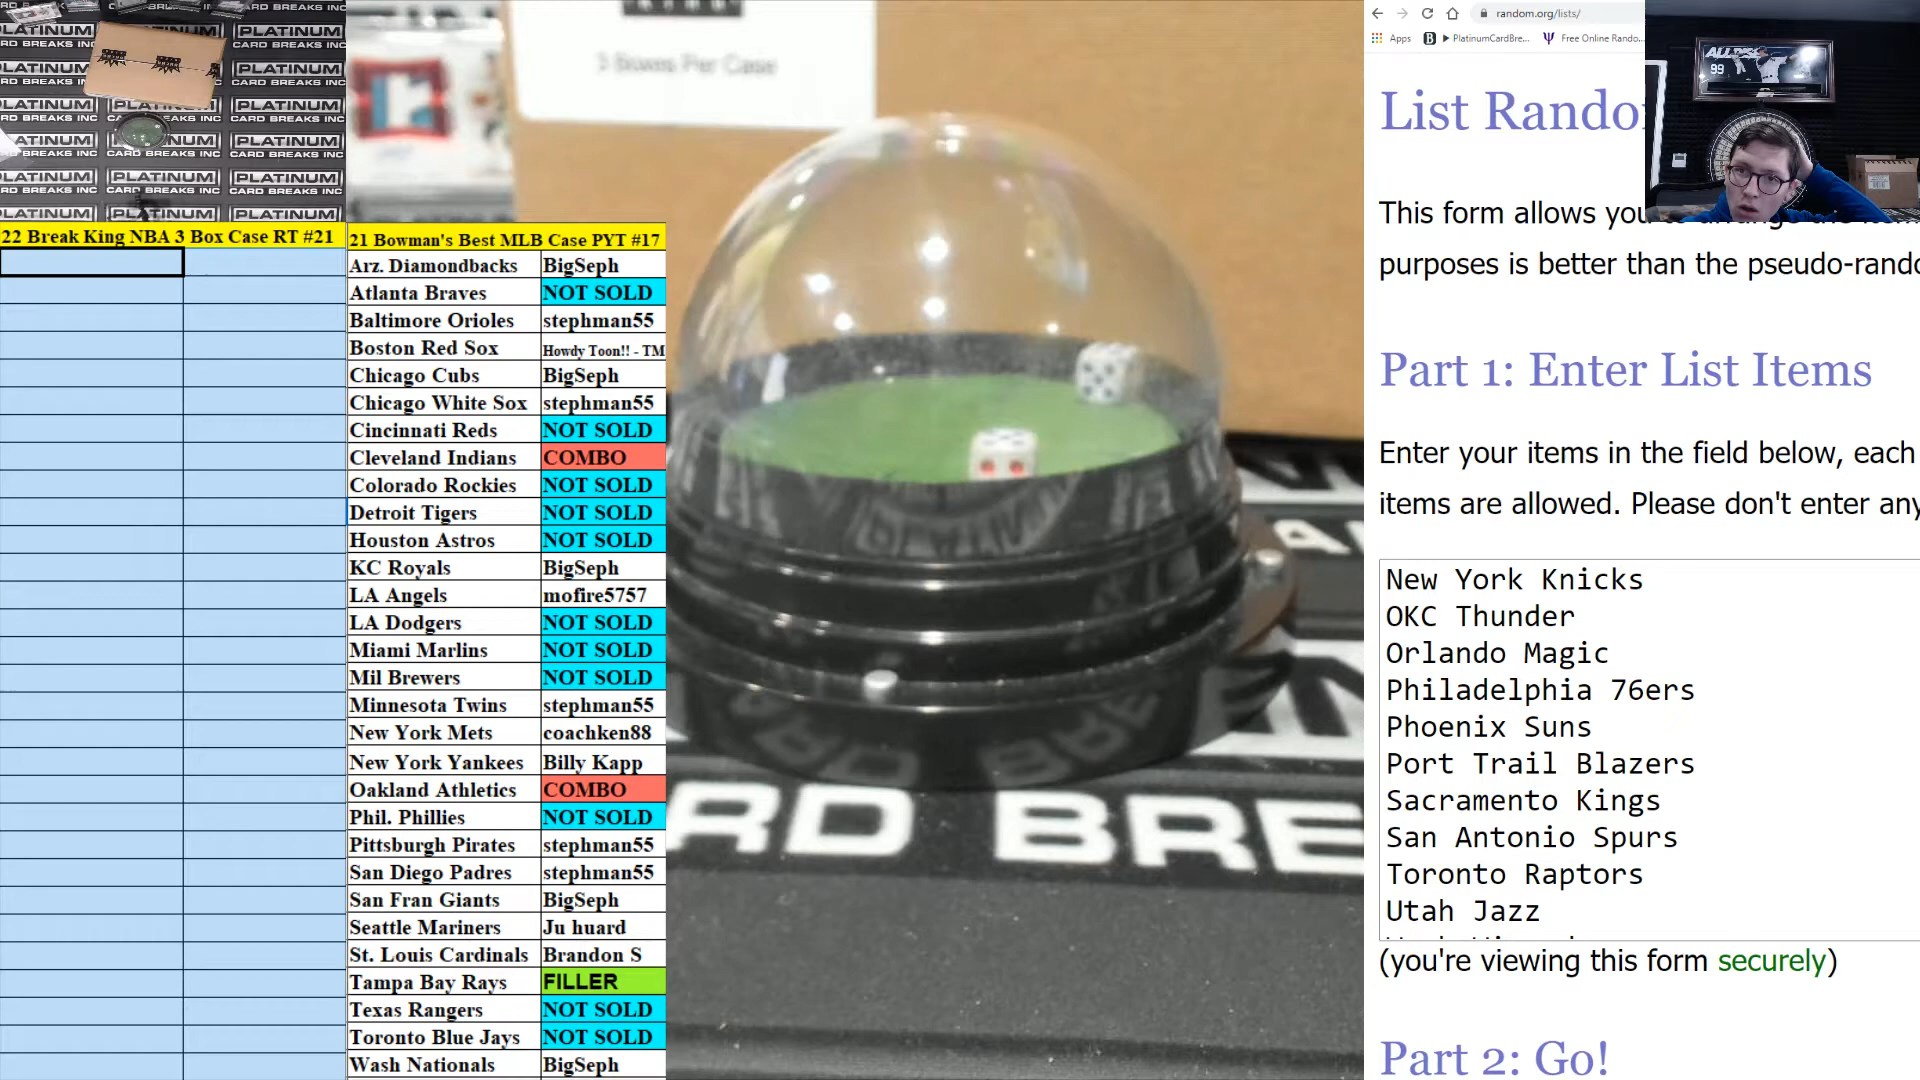 PLATINUM
CARD BREAKS INC
3 Boxes Per Case
22 Break King NBA 3 Box Case RT #21
21 Bowman's Best MLB Case PYT #17
Arz. Diamondbacks BigSeph
Atlanta Braves NOT SOLD
Baltimore Orioles stephman55
Boston Red Sox Howdy Toon!! - TM
Chicago Cubs BigSeph
Chicago White Sox stephman55
Cincinnati Reds NOT SOLD
Cleveland Indians COMBO
Colorado Rockies NOT SOLD
Detroit Tigers NOT SOLD
Houston Astros NOT SOLD
KC Royals BigSeph
LA Angels mofire5757
LA Dodgers NOT SOLD
Miami Marlins NOT SOLD
Mil Brewers NOT SOLD
Minnesota Twins stephman55
New York Mets coachken88
New York Yankees Billy Kapp
Oakland Athletics COMBO
Phil. Phillies NOT SOLD
Pittsburgh Pirates stephman55
San Diego Padres stephman55
San Fran Giants BigSeph
Seattle Mariners Ju huard
St. Louis Cardinals Brandon S
Tampa Bay Rays FILLER
Texas Rangers NOT SOLD
Toronto Blue Jays NOT SOLD
Wash Nationals BigSeph
RD BRE
random.org/lists/
Apps PlatinumCardBre... Free Online Rando...
99
List Rando
This form allows you
purposes is better than the pseudo-rando
Part 1: Enter List Items
Enter your items in the field below, each
items are allowed. Please don't enter any
New York Knicks
OKC Thunder
Orlando Magic
Philadelphia 76ers
Phoenix Suns
Port Trail Blazers
Sacramento Kings
San Antonio Spurs
Toronto Raptors
Utah Jazz
(you're viewing this form securely)
Part 2: Go!